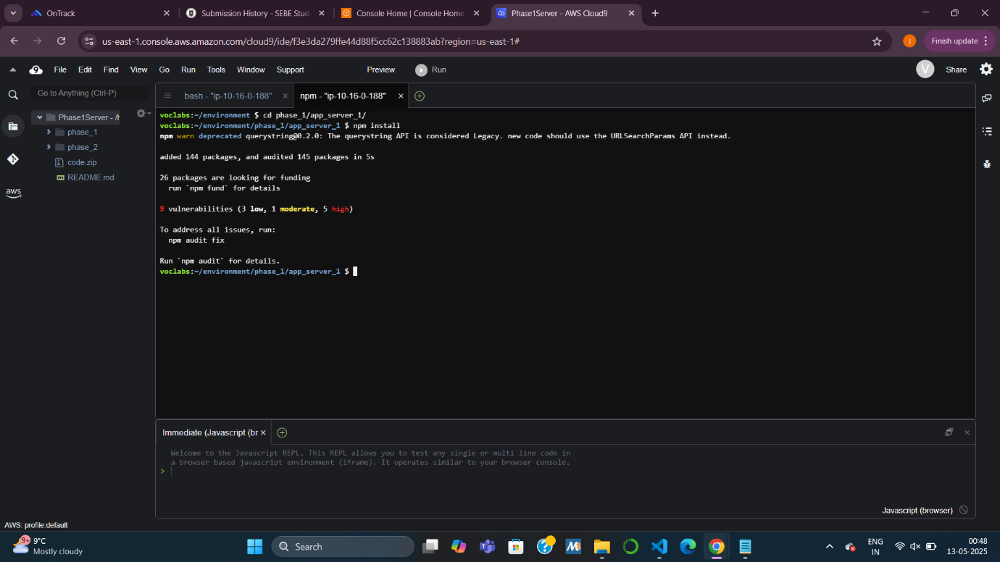 OnTrack
Submission History - SEBE Stud
Console Home | Console Home
Phase1Server - AWS Cloud9
us-east-1.console.aws.amazon.com/cloud9/ide/f3e3da279ffe44d88f5cc62c138883ab?region=us-east-1#
j
Finish update
9
File Edit Find View Go Run Tools Window Support
Preview
Run
V
Share
Go to Anything (Ctrl-P)
bash - "ip-10-16-0-188"
npm - "ip-10-16-0-188"
Phase1Server - /h
phase_1
phase_2
code.zip
README.md
aws
voclabs:~/environment $ cd phase_1/app_server_1/
voclabs:~/environment/phase_1/app_server_1 $ npm install
npm warn deprecated querystring@0.2.0: The querystring API is considered Legacy. new code should use the URLSearchParams API instead.
added 144 packages, and audited 145 packages in 5s
26 packages are looking for funding
run `npm fund` for details
9 vulnerabilities (3 low, 1 moderate, 5 high)
To address all issues, run:
npm audit fix
Run `npm audit` for details.
voclabs:~/environment/phase_1/app_server_1 $
Immediate (Javascript (br
Welcome to the Javascript REPL. This REPL allows you to test any single or multi line code in
a browser based javascript environment (iframe). It operates similar to your browser console.
>
Javascript (browser)
AWS: profile:default
9+
9°C
Mostly cloudy
Search
ENG
IN
00:48
13-05-2025